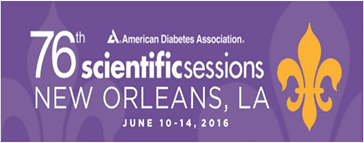 76th
American Diabetes Association®
scientificsessions
NEW ORLEANS, LA
JUNE 10-14, 2016